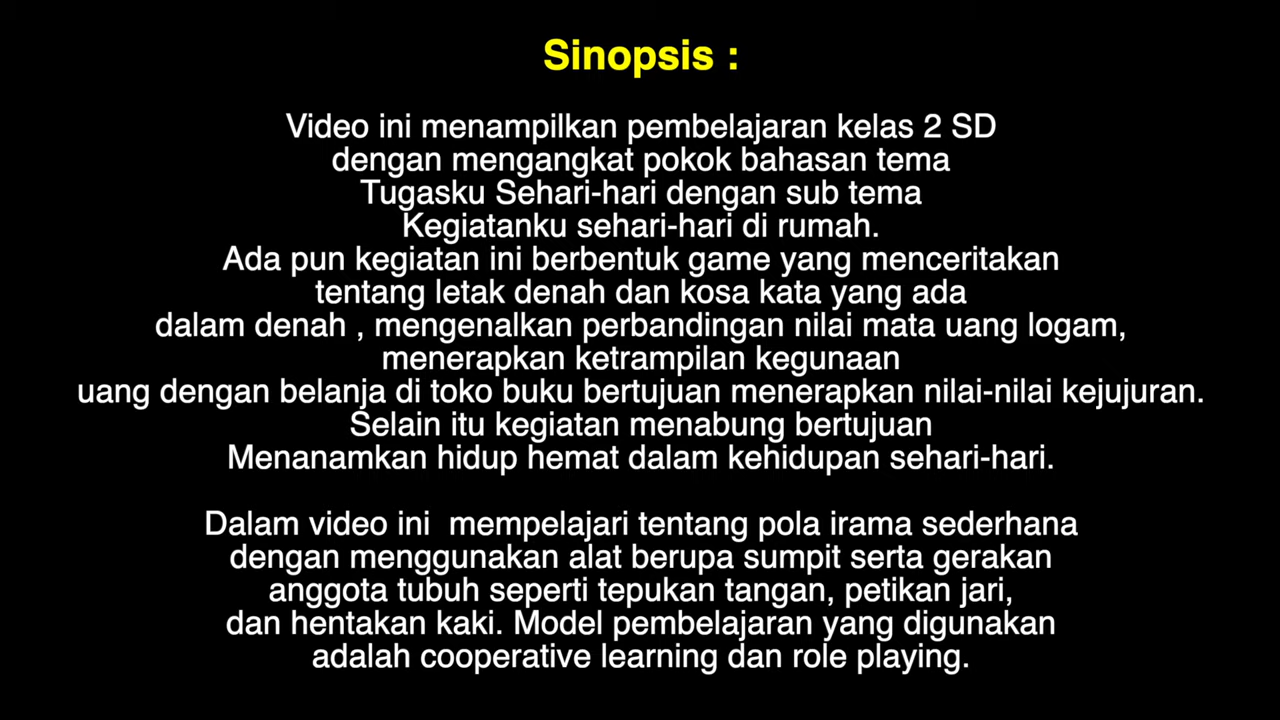 Sinopsis :
Video ini menampilkan pembelajaran kelas 2 SD
dengan mengangkat pokok bahasan tema
Tugasku Sehari-hari dengan sub tema
Kegiatanku sehari-hari di rumah.
Ada pun kegiatan ini berbentuk game yang menceritakan
tentang letak denah dan kosa kata yang ada
dalam denah , mengenalkan perbandingan nilai mata uang logam,
menerapkan ketrampilan kegunaan
uang dengan belanja di toko buku bertujuan menerapkan nilai-nilai kejujuran.
Selain itu kegiatan menabung bertujuan
Menanamkan hidup hemat dalam kehidupan sehari-hari.
Dalam video ini  mempelajari tentang pola irama sederhana
dengan menggunakan alat berupa sumpit serta gerakan
anggota tubuh seperti tepukan tangan, petikan jari,
dan hentakan kaki. Model pembelajaran yang digunakan
adalah cooperative learning dan role playing.